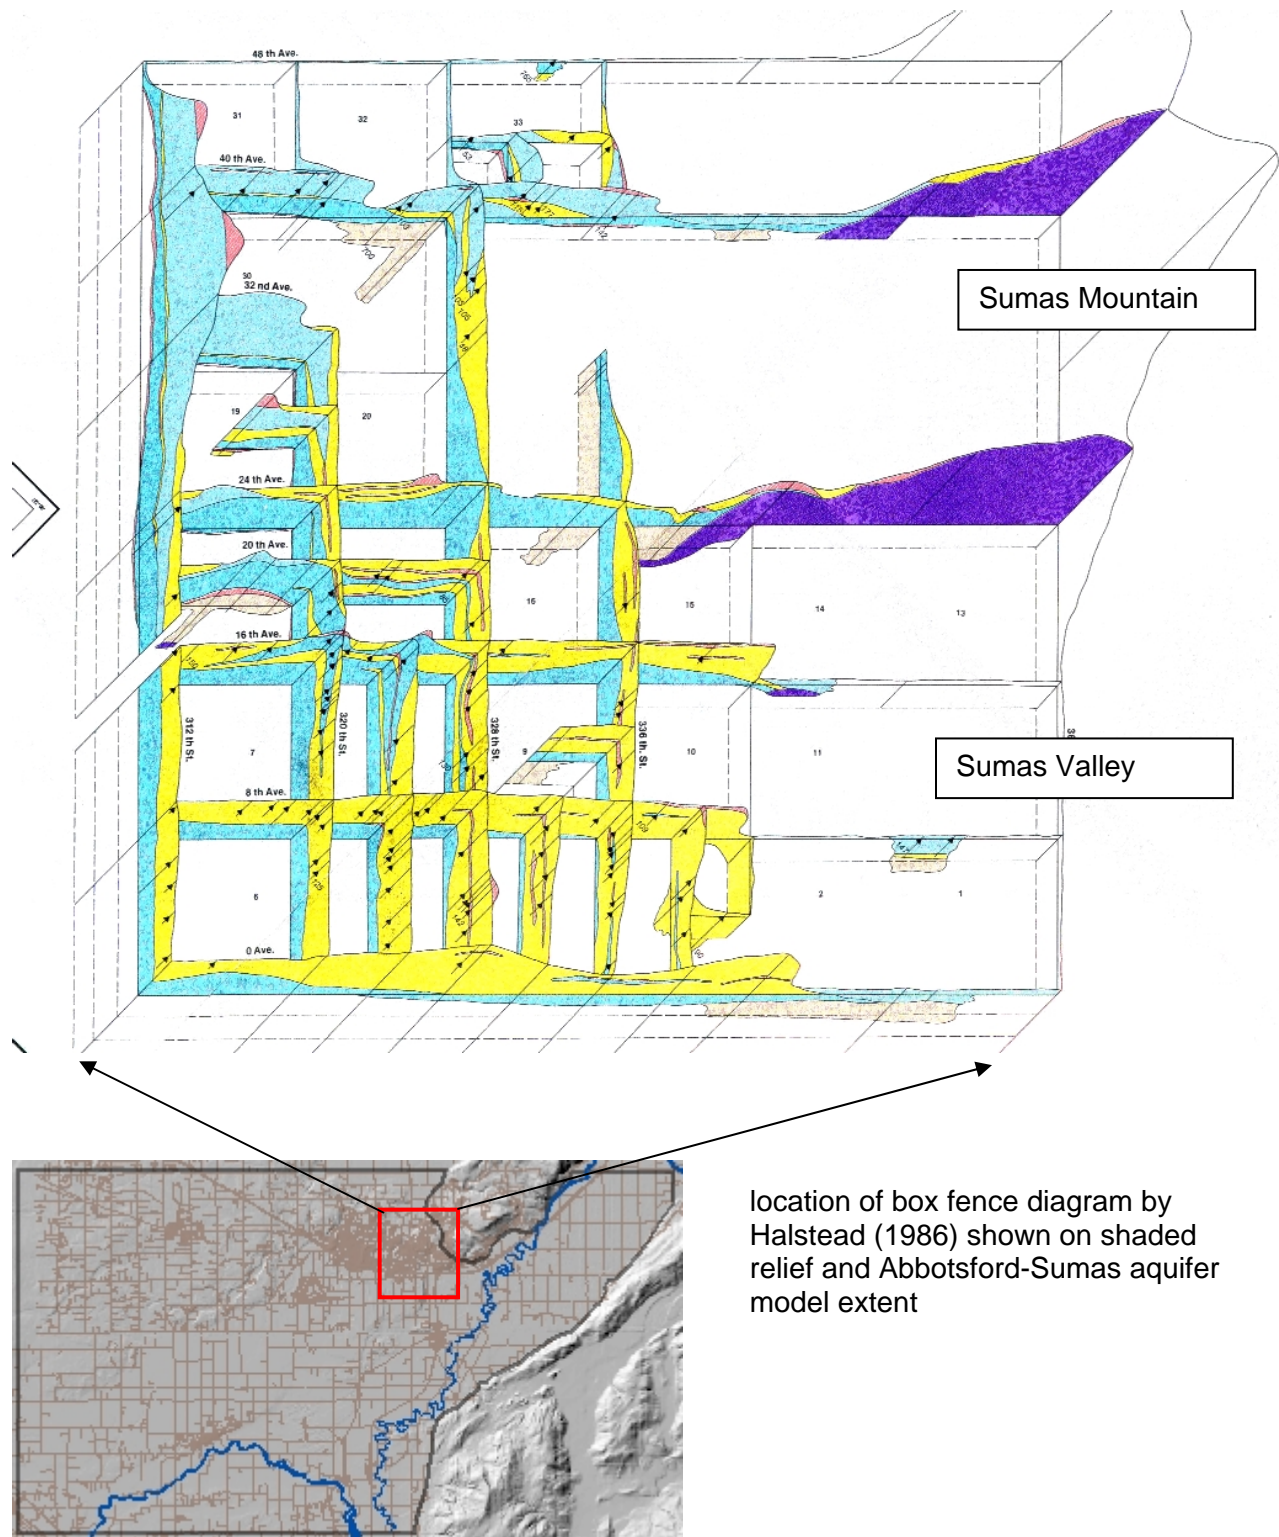 48 th Ave.
31
32
33
40 th Ave.
30
32 nd Ave.
Sumas Mountain
19
20
24 th Ave.
20 th Ave.
16
15
14
13
16 th Ave.
312 th St.
320 th St.
328 th St.
336 th. St.
7
9
10
11
Sumas Valley
8 th Ave.
6
2
1
0 Ave.
location of box fence diagram by
Halstead (1986) shown on shaded
relief and Abbotsford-Sumas aquifer
model extent